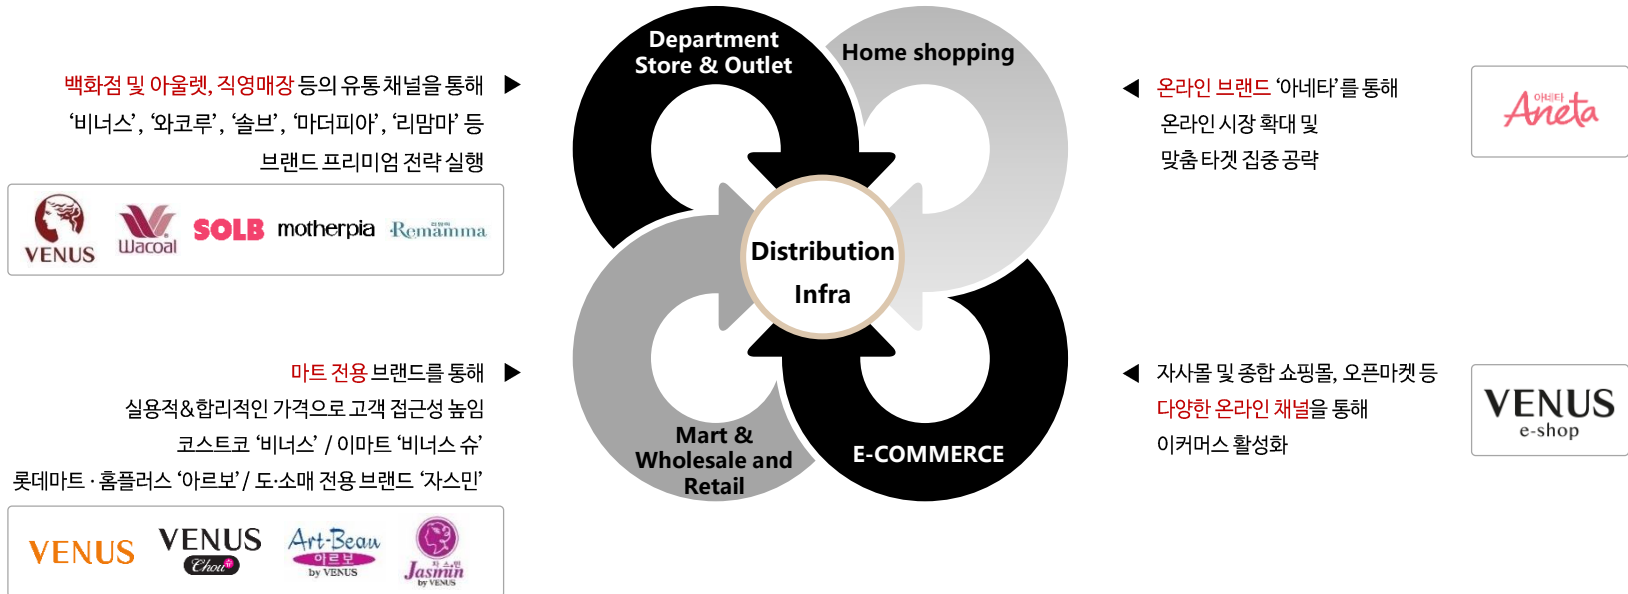 Department
Store & Outlet
Home shopping
Distribution
Infra
Mart &
Wholesale and
Retail
E-COMMERCE
백화점 및 아울렛, 직영매장 등의 유통 채널을 통해 ▶
‘비너스’, ‘와코루’, ‘솔브’, ‘마더피아’, ‘리맘마’ 등
브랜드 프리미엄 전략 실행
VENUS
Wacoal
SOLB
motherpia
리맘마
Remamma
◀ 온라인 브랜드 ‘아네타’를 통해
온라인 시장 확대 및
맞춤 타겟 집중 공략
아네타
Aneta
마트 전용 브랜드를 통해 ▶
실용적&합리적인 가격으로 고객 접근성 높임
코스트코 ‘비너스’ / 이마트 ‘비너스 슈’
롯데마트 · 홈플러스 ‘아르보’ / 도·소매 전용 브랜드 ‘자스민’
VENUS
VENUS
Chou 슈
Art-Beau
아르보
by VENUS
자스민
Jasmin
by VENUS
◀ 자사몰 및 종합 쇼핑몰, 오픈마켓 등
다양한 온라인 채널을 통해
이커머스 활성화
VENUS
e-shop